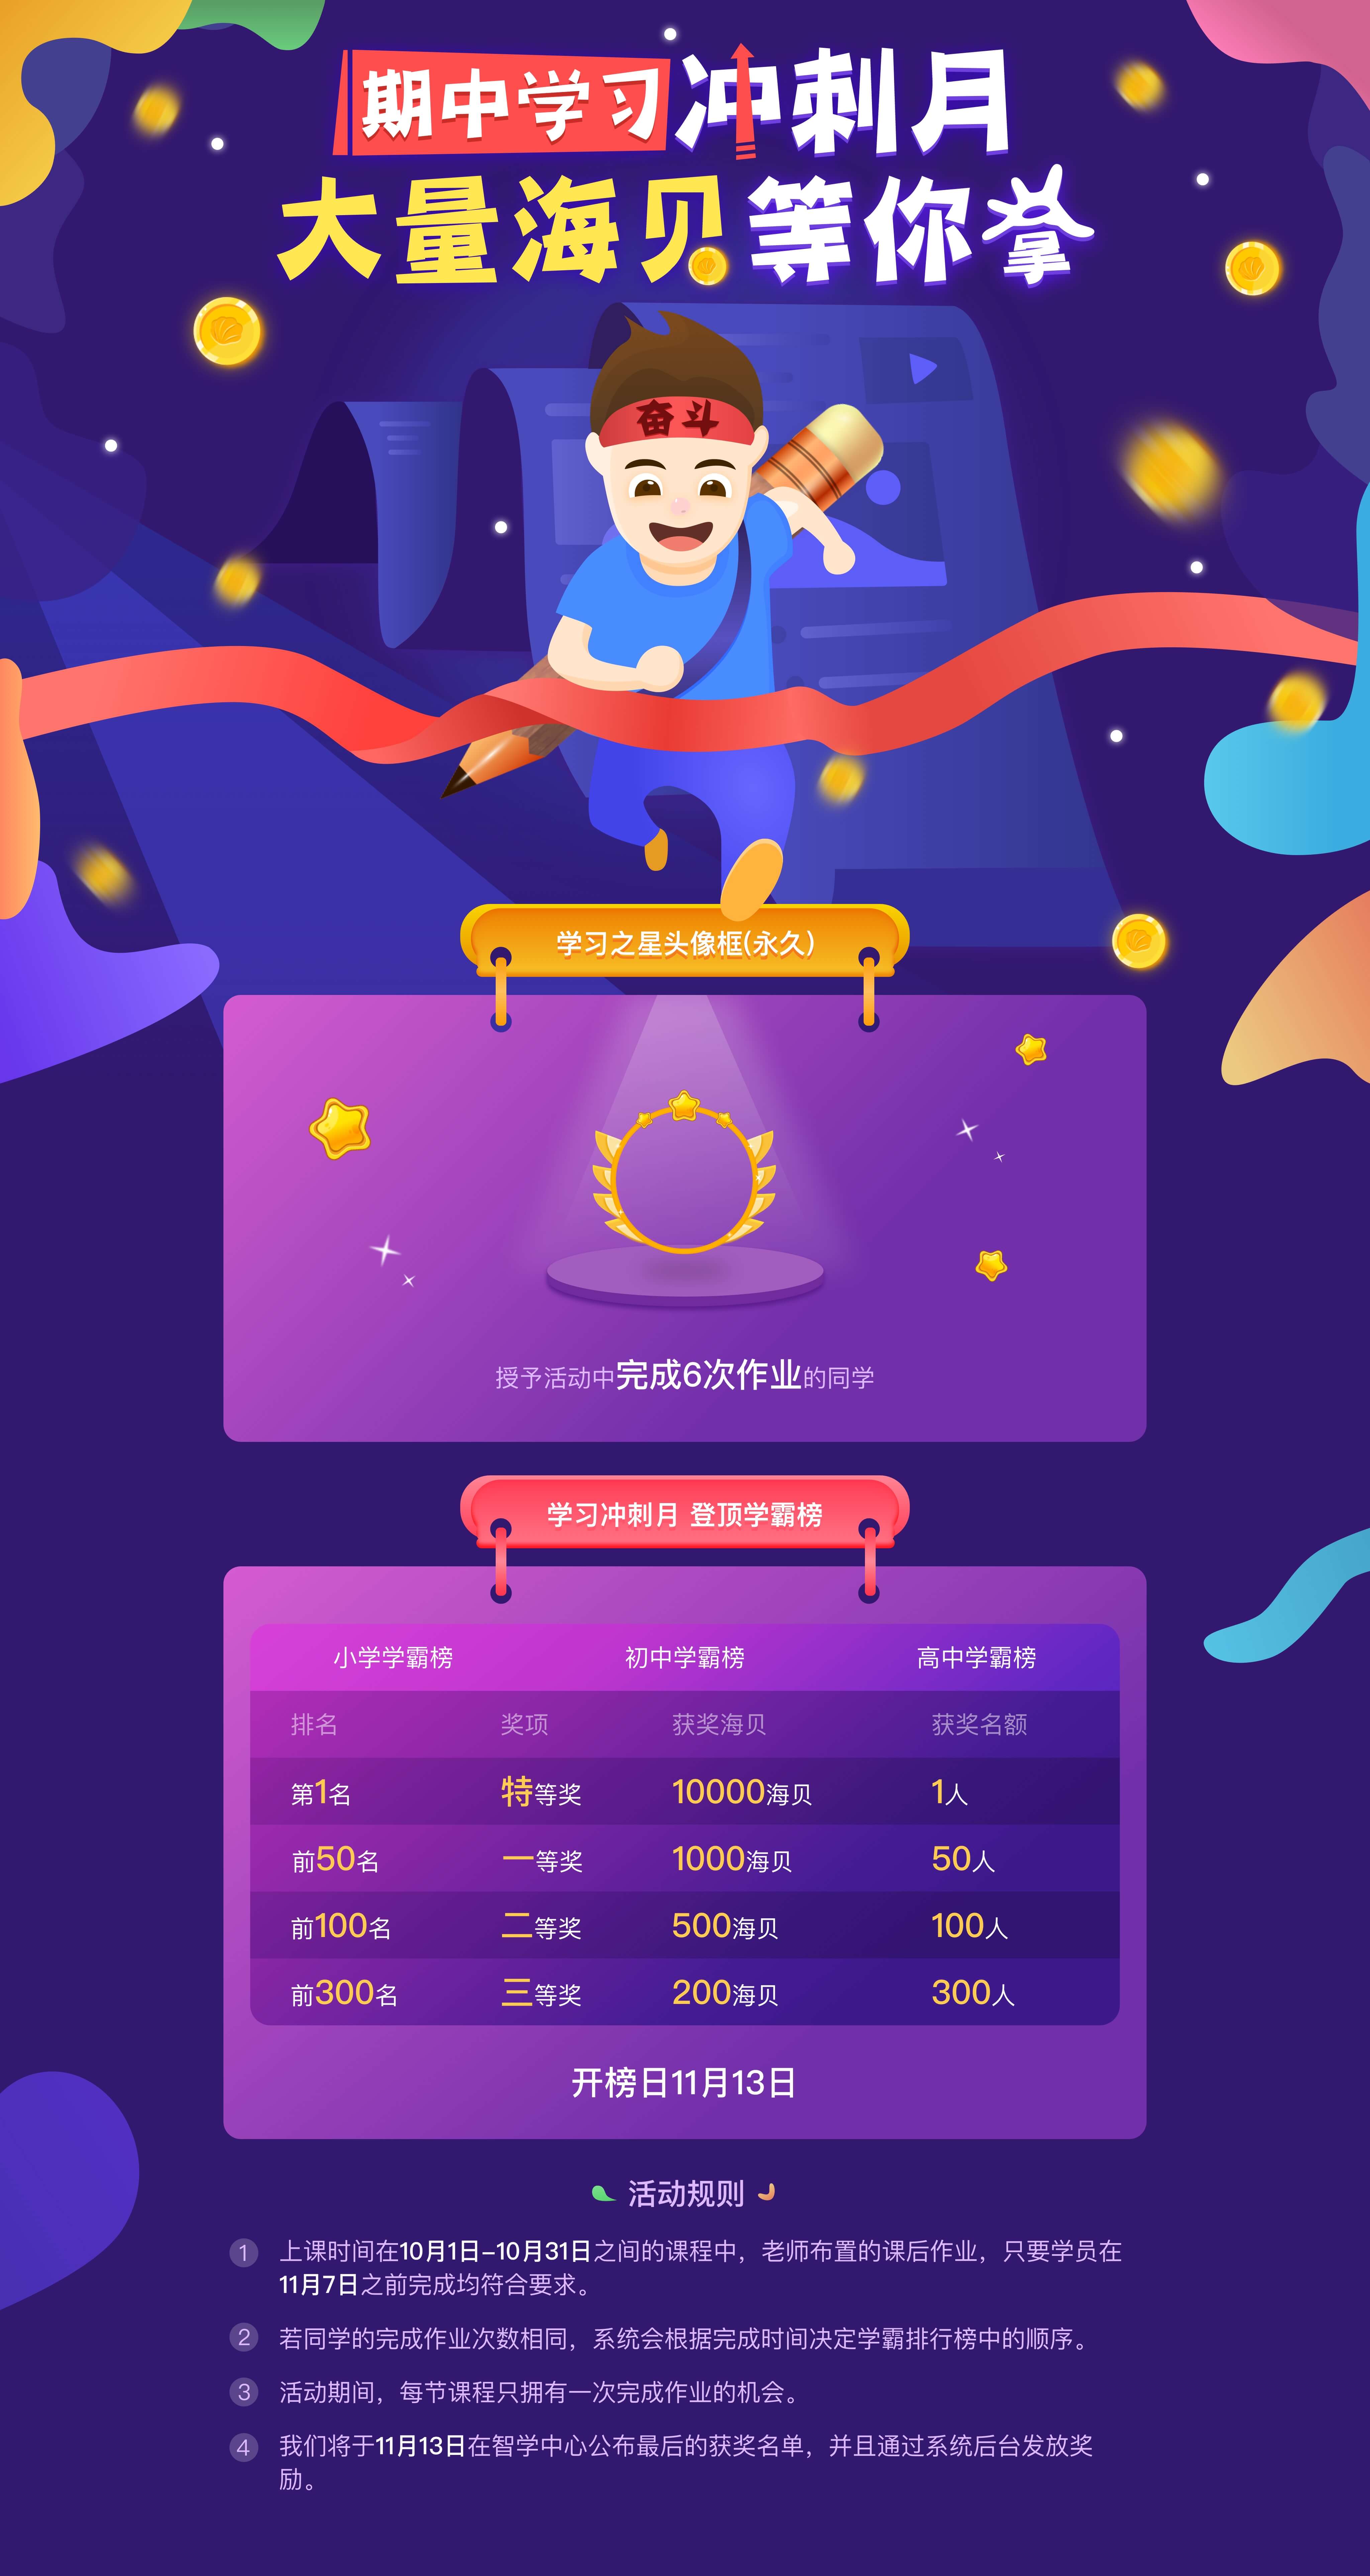 期中学习冲刺月
大量海贝等你拿
奋斗
学习之星头像框(永久)
授予活动中完成6次作业的同学
学习冲刺月 登顶学霸榜
小学学霸榜 初中学霸榜 高中学霸榜
排名 奖项 获奖海贝 获奖名额
第1名 特等奖 10000海贝 1人
前50名 一等奖 1000海贝 50人
前100名 二等奖 500海贝 100人
前300名 三等奖 200海贝 300人
开榜日11月13日
活动规则
1 上课时间在10月1日–10月31日之间的课程中，老师布置的课后作业，只要学员在
11月7日之前完成均符合要求。
2 若同学的完成作业次数相同，系统会根据完成时间决定学霸排行榜中的顺序。
3 活动期间，每节课程只拥有一次完成作业的机会。
4 我们将于11月13日在智学中心公布最后的获奖名单，并且通过系统后台发放奖
励。